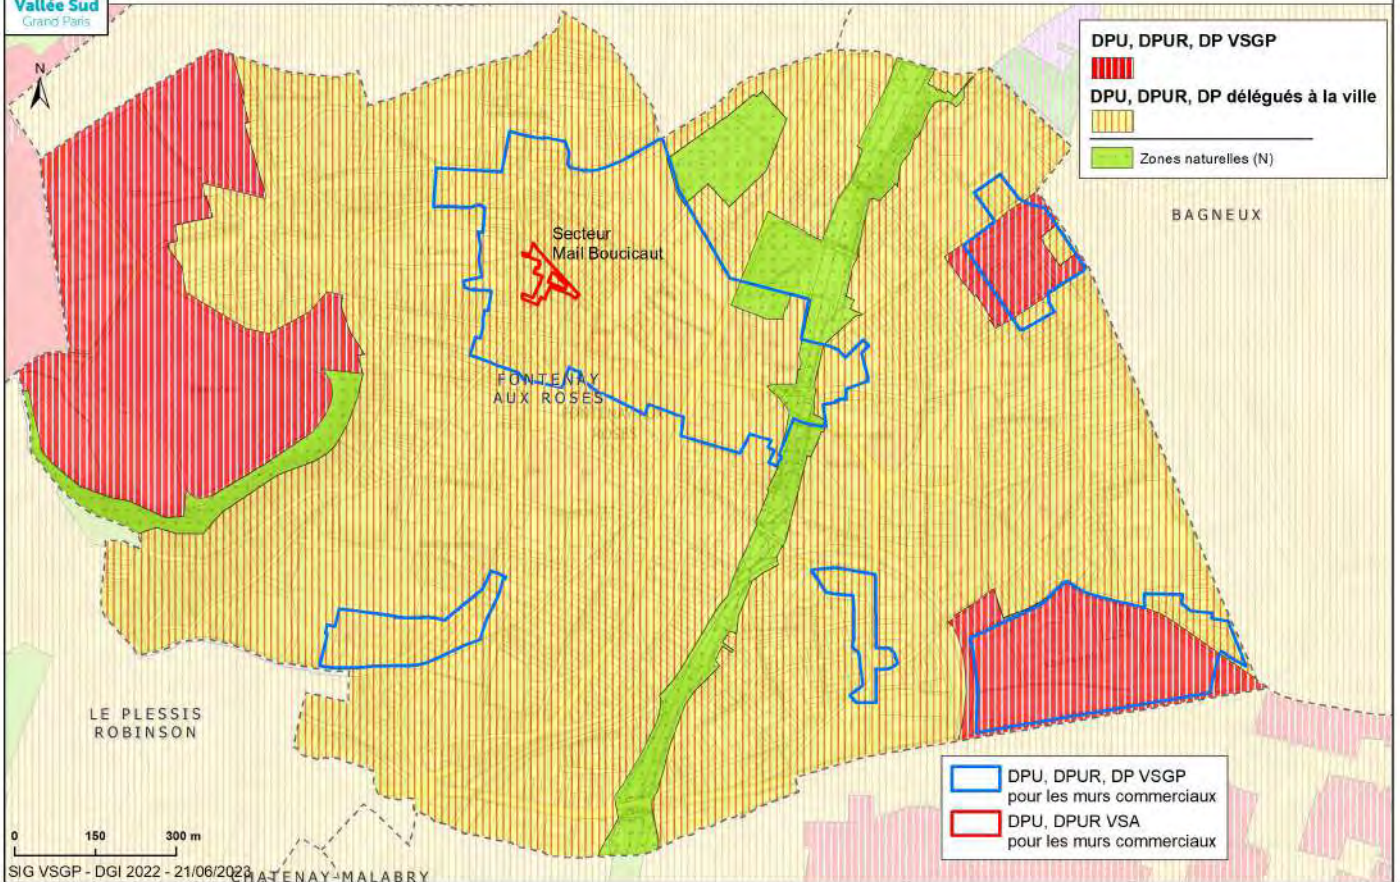 Vallée Sud
Grand Paris
N
DPU, DPUR, DP VSGP
DPU, DPUR, DP délégués à la ville
Zones naturelles (N)
BAGNEUX
Secteur
Mail Boucicaut
FONTENAY
AUX ROSES
LE PLESSIS
ROBINSON
DPU, DPUR, DP VSGP
pour les murs commerciaux
DPU, DPUR VSA
pour les murs commerciaux
0 150 300 m
SIG VSGP - DGI 2022 - 21/06/2023
CHATENAY-MALABRY